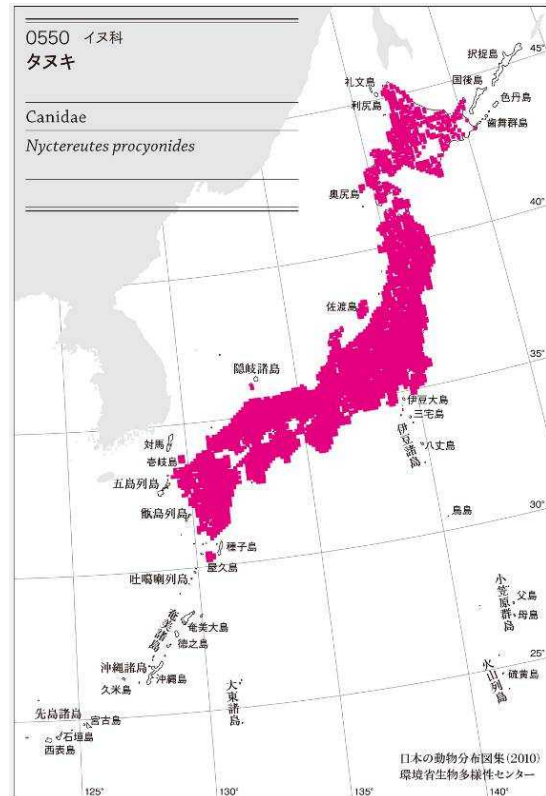 0550 イヌ科
タヌキ
Canidae
Nyctereutes procyonides
45°
択捉島
礼文島
国後島
利尻島
色丹島
歯舞群島
奥尻島
40°
佐渡島
35°
隠岐諸島
伊豆大島
三宅島
伊豆諸島
八丈島
対馬
壱岐島
五島列島
甑島列島
鳥島
30°
種子島
屋久島
吐噶喇列島
小笠原群島
父島
母島
奄美諸島
奄美大島
徳之島
25°
沖縄諸島
沖縄島
久米島
火山列島
硫黄島
大東諸島
先島諸島
宮古島
石垣島
西表島
日本の動物分布図集(2010)
環境省生物多様性センター
125°
130°
135°
140°